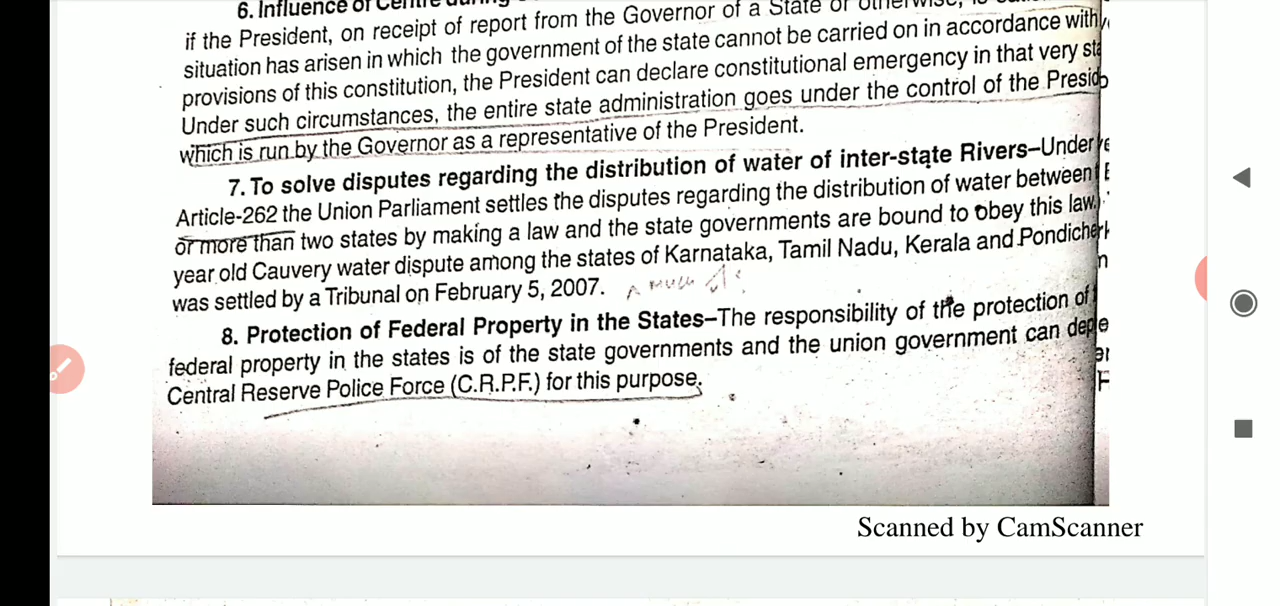 6. Influence of Centre during
if the President, on receipt of report from the Governor of a State or otherwise, is
situation has arisen in which the government of the state cannot be carried on in accordance with
provisions of this constitution, the President can declare constitutional emergency in that very sta
Under such circumstances, the entire state administration goes under the control of the Presid
which is run by the Governor as a representative of the President.
7. To solve disputes regarding the distribution of water of inter-state Rivers–Under
Article-262 the Union Parliament settles the disputes regarding the distribution of water between
or more than two states by making a law and the state governments are bound to obey this law.
year old Cauvery water dispute among the states of Karnataka, Tamil Nadu, Kerala and Pondicher
was settled by a Tribunal on February 5, 2007.
8. Protection of Federal Property in the States–The responsibility of the protection of
federal property in the states is of the state governments and the union government can dep
Central Reserve Police Force (C.R.P.F.) for this purpose.
Scanned by CamScanner